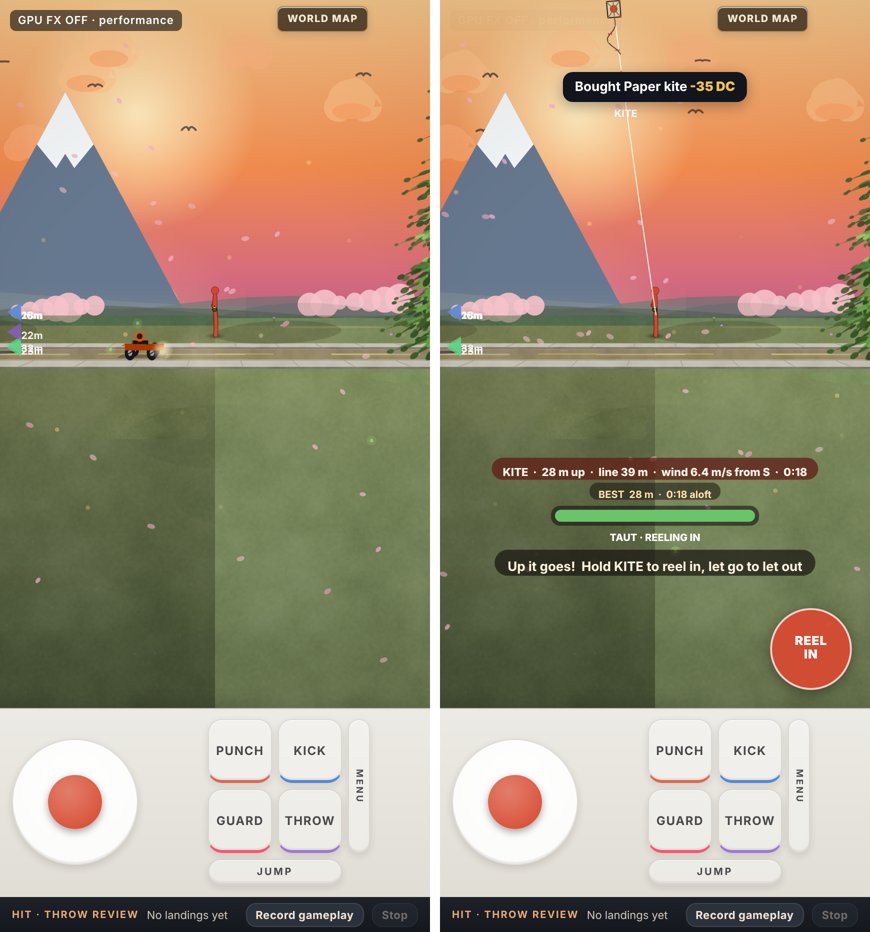 GPU FX OFF · performance
WORLD MAP
22m
PUNCH
KICK
GUARD
THROW
JUMP
MENU
HIT · THROW REVIEW
No landings yet
Record gameplay
Stop
WORLD MAP
Bought Paper kite -35 DC
KITE
KITE · 28 m up · line 39 m · wind 6.4 m/s from S · 0:18
BEST 28 m · 0:18 aloft
TAUT · REELING IN
Up it goes! Hold KITE to reel in, let go to let out
REEL
IN
PUNCH
KICK
GUARD
THROW
JUMP
MENU
HIT · THROW REVIEW
No landings yet
Record gameplay
Stop